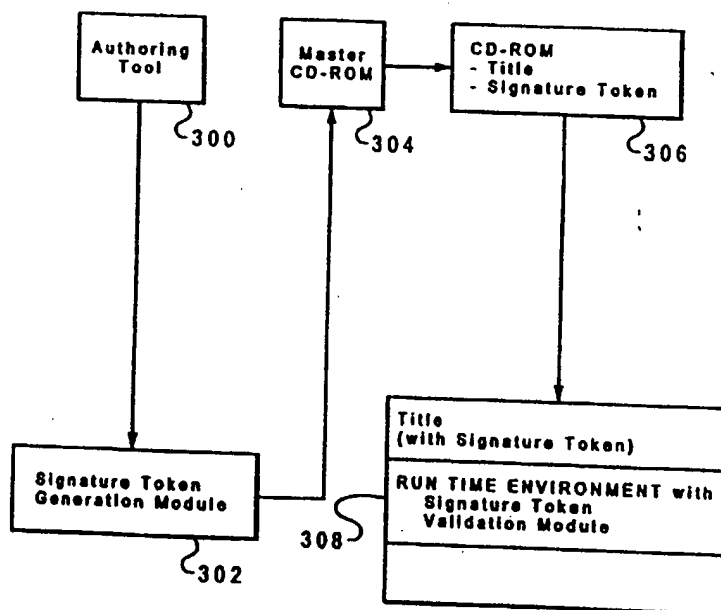 Authoring
Tool
300
Master
CD-ROM
304
CD-ROM
- Title
- Signature Token
306
Signature Token
Generation Module
302
Title
(with Signature Token)
RUN TIME ENVIRONMENT with
Signature Token
Validation Module
308